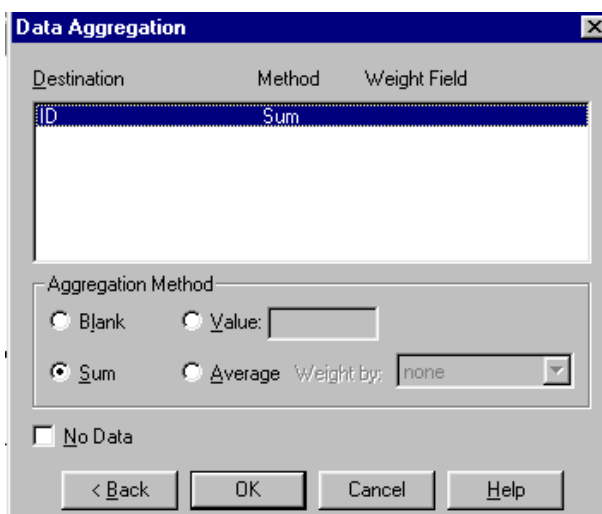 Data Aggregation
Destination Method Weight Field
ID Sum
Aggregation Method
Blank Value:
Sum Average Weight by: none
No Data
< Back OK Cancel Help